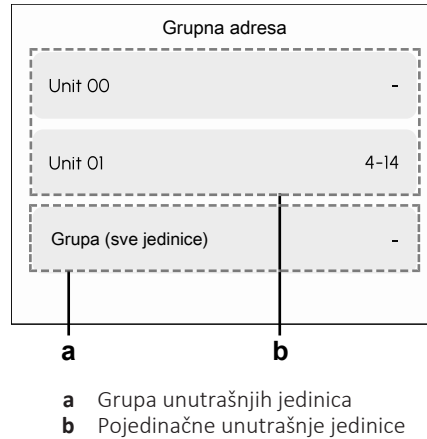 Grupna adresa
Unit 00 -
Unit 01 4-14
Grupa (sve jedinice) -
a b
a Grupa unutrašnjih jedinica
b Pojedinačne unutrašnje jedinice